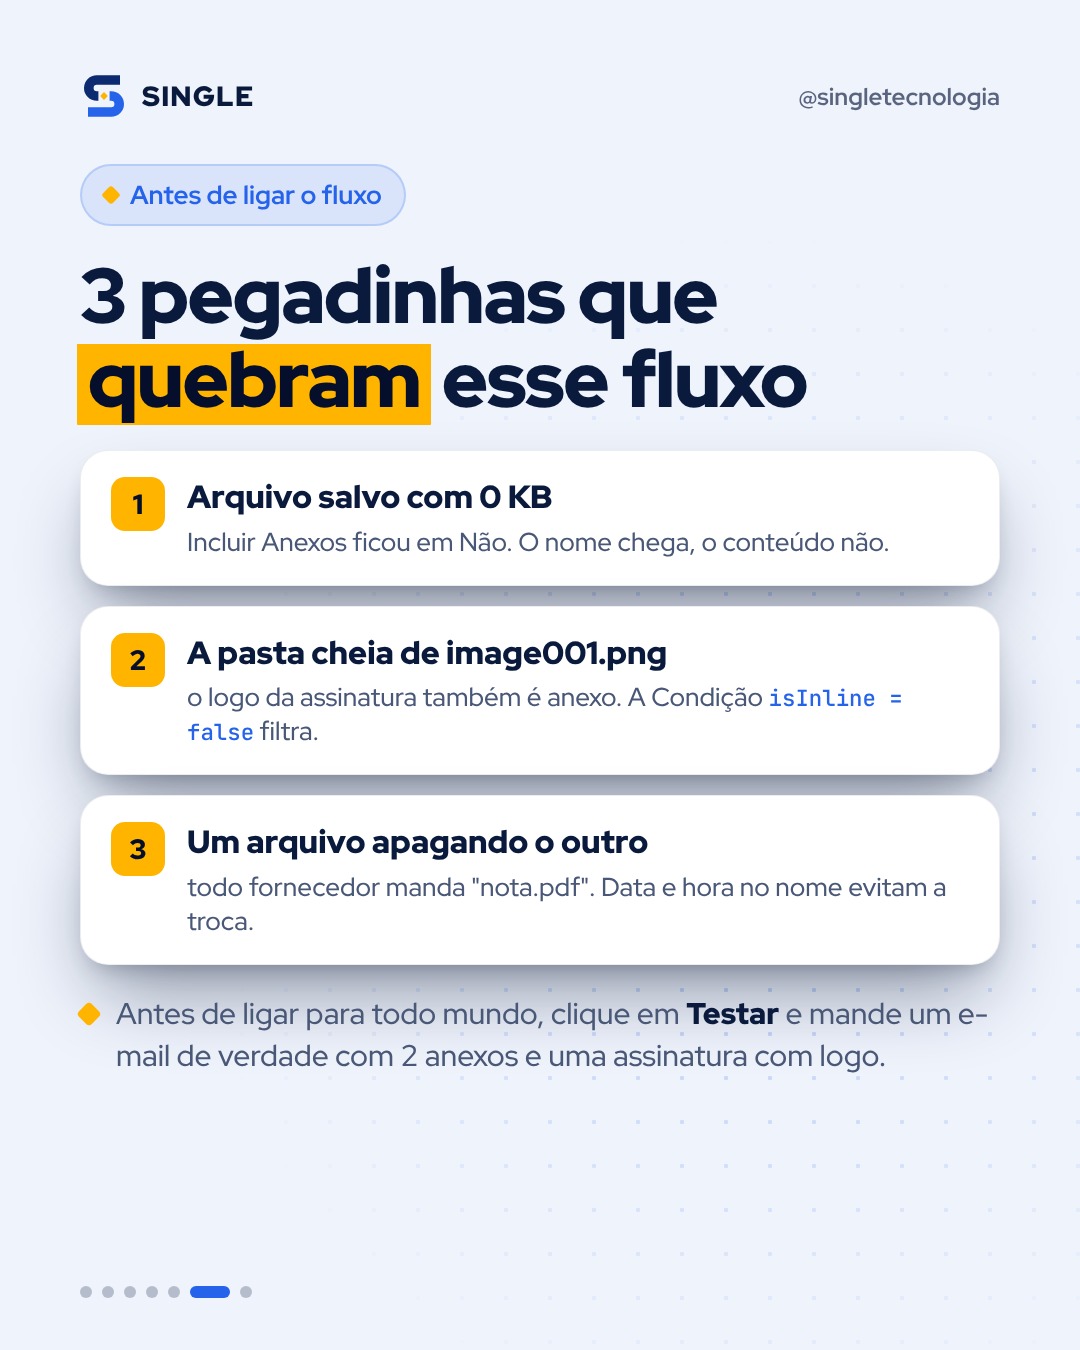 SINGLE
@singletecnologia
Antes de ligar o fluxo
3 pegadinhas que
quebram esse fluxo
1
Arquivo salvo com 0 KB
Incluir Anexos ficou em Não. O nome chega, o conteúdo não.
2
A pasta cheia de image001.png
o logo da assinatura também é anexo. A Condição isInline =
false filtra.
3
Um arquivo apagando o outro
todo fornecedor manda "nota.pdf". Data e hora no nome evitam a
troca.
Antes de ligar para todo mundo, clique em Testar e mande um e-
mail de verdade com 2 anexos e uma assinatura com logo.